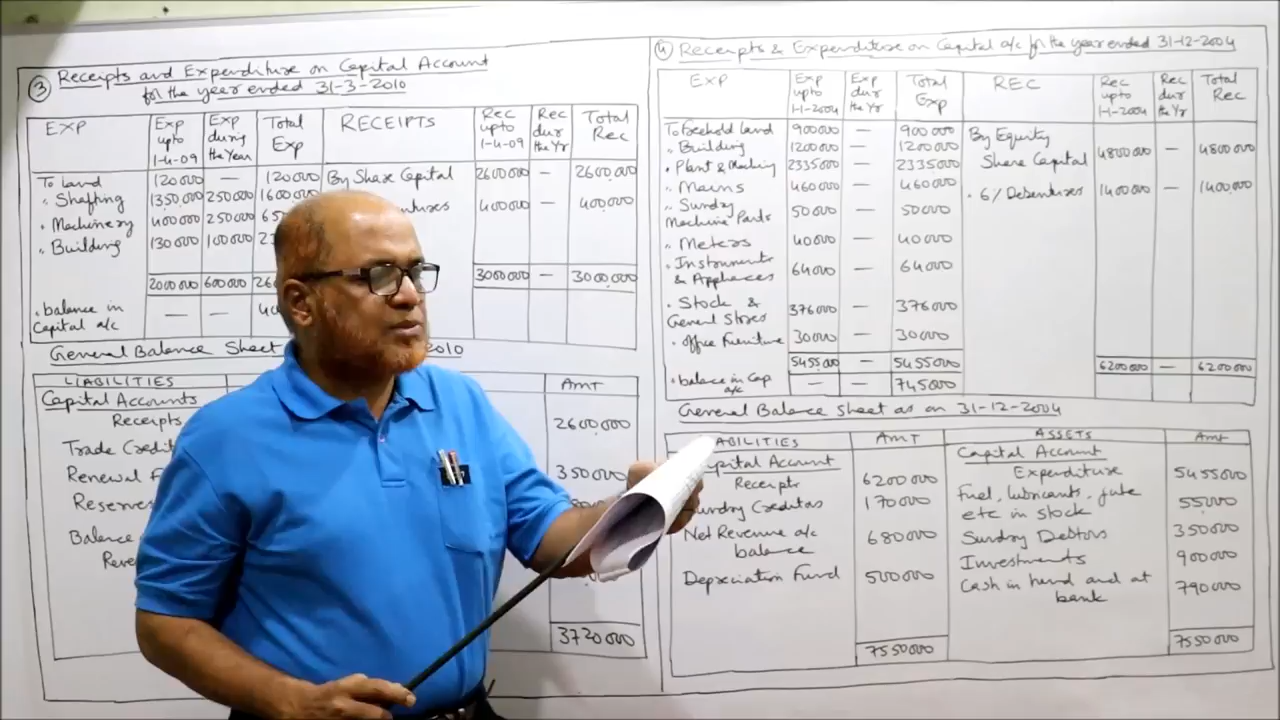 ③ Receipts and Expenditure on Capital Account
for the year ended 31-3-2010
EXP
Exp upto 1-4-09
Exp during the Year
Total Exp
RECEIPTS
Rec upto 1-4-09
Rec dur the Yr
Total Rec
To Land 120000 — 120000 By Share Capital 2600000 — 2600000
" Shafting 1350000 250000 1600000 400000 — 400000
" Machinery 400000 250000
" Building 130000 100000
2000000 600000 3000000 — 3000000
" balance in Capital a/c — —
General Balance Sheet 2010
LIABILITIES Amt
Capital Accounts
Receipts 2600000
Trade
Renewal 350000
Balance
3720000
④ Receipts & Expenditure on Capital a/c for the year ended 31-12-2004
EXP
Exp upto 1-1-2004
Exp dur the Yr
Total Exp
REC
Rec upto 1-1-2004
Rec dur the Yr
Total Rec
To Feehold land 900000 — 900000 By Equity
" Building 1200000 — 1200000 Share Capital 4800000 — 4800000
" Plant & Maching 2335000 — 2335000
" Mains 460000 — 460000 " 6% Debentures 1400000 — 1400000
" Sundry Machine Parts 50000 — 50000
" Meters 40000 — 40000
" Instruments & Appliances 64000 — 64000
" Stock & General Stores 376000 — 376000
" Office Furniture 30000 — 30000
5455000 — 5455000 6200000 — 6200000
" balance in Cap a/c — — 745000
General Balance Sheet as on 31-12-2004
AMT ASSETS Amt
Account Capital Account
Receipts 6200000 Expenditure 5455000
Creditors 170000 Fuel, lubricants, jute etc in stock 55000
Net Revenue a/c balance 680000 Sundry Debtors 350000
Investments 900000
Depreciation Fund 500000 Cash in hand and at bank 790000
7550000 7550000